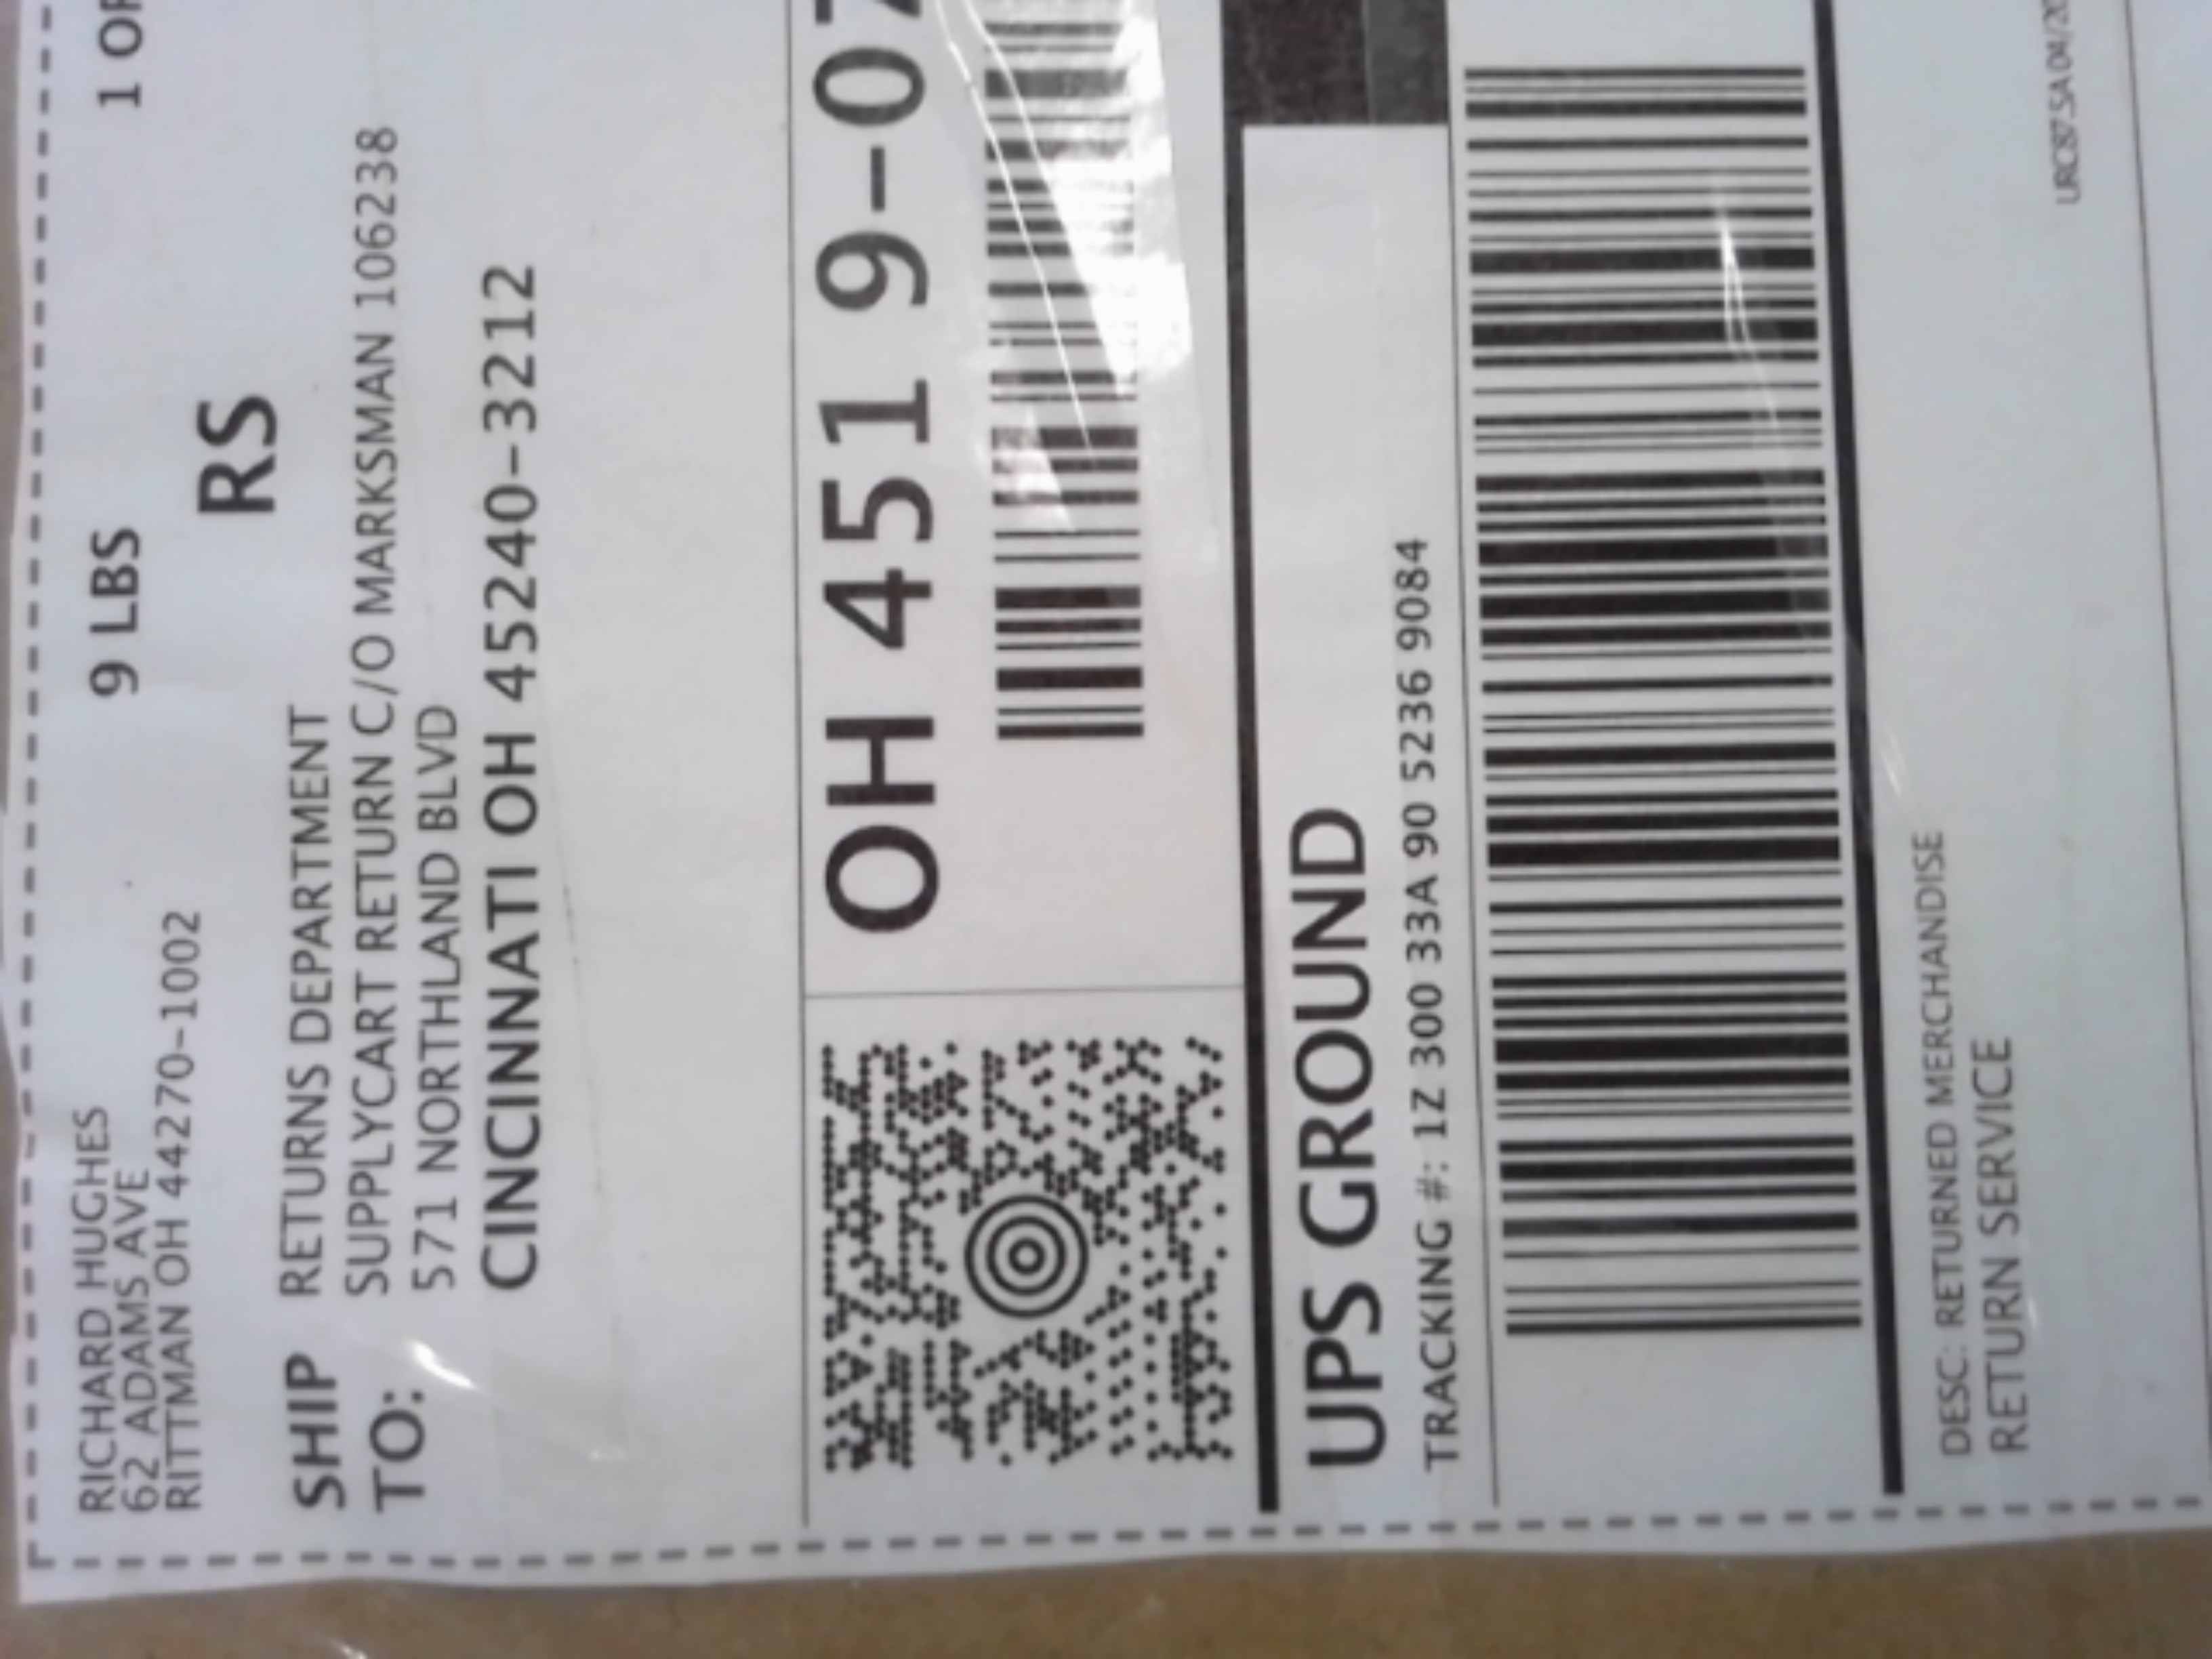 RICHARD HUGHES
62 ADAMS AVE
RITTMAN OH 44270-1002
9 LBS
1 OF
RS
SHIP TO:
RETURNS DEPARTMENT
SUPPLYCART RETURN C/O MARKSMAN 106238
571 NORTHLAND BLVD
CINCINNATI OH 45240-3212
OH 451 9-07
UPS GROUND
TRACKING #: 1Z 300 33A 90 5236 9084
DESC: RETURNED MERCHANDISE
RETURN SERVICE